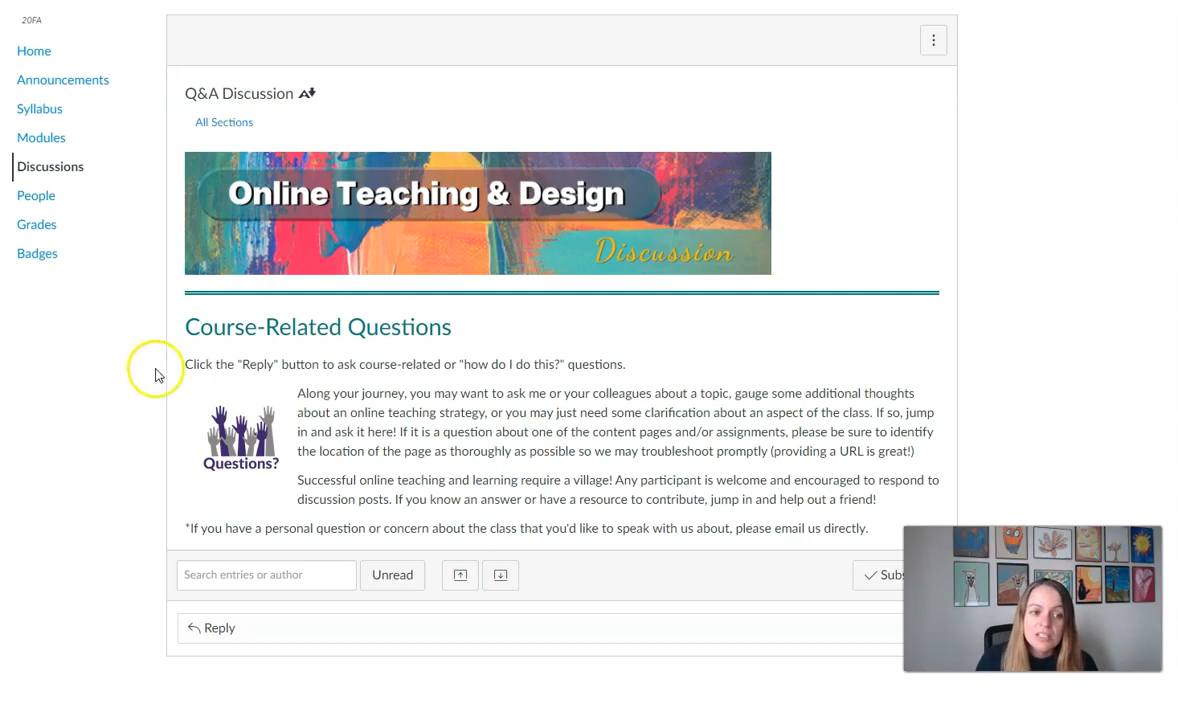 20FA
Home
Announcements
Syllabus
Modules
Discussions
People
Grades
Badges
Q&A Discussion
All Sections
Online Teaching & Design
Discussion
Course-Related Questions
Click the "Reply" button to ask course-related or "how do I do this?" questions.
Along your journey, you may want to ask me or your colleagues about a topic, gauge some additional thoughts
about an online teaching strategy, or you may just need some clarification about an aspect of the class. If so, jump
in and ask it here! If it is a question about one of the content pages and/or assignments, please be sure to identify
the location of the page as thoroughly as possible so we may troubleshoot promptly (providing a URL is great!)
Questions?
Successful online teaching and learning require a village! Any participant is welcome and encouraged to respond to
discussion posts. If you know an answer or have a resource to contribute, jump in and help out a friend!
*If you have a personal question or concern about the class that you'd like to speak with us about, please email us directly.
Search entries or author
Unread
Subs
Reply